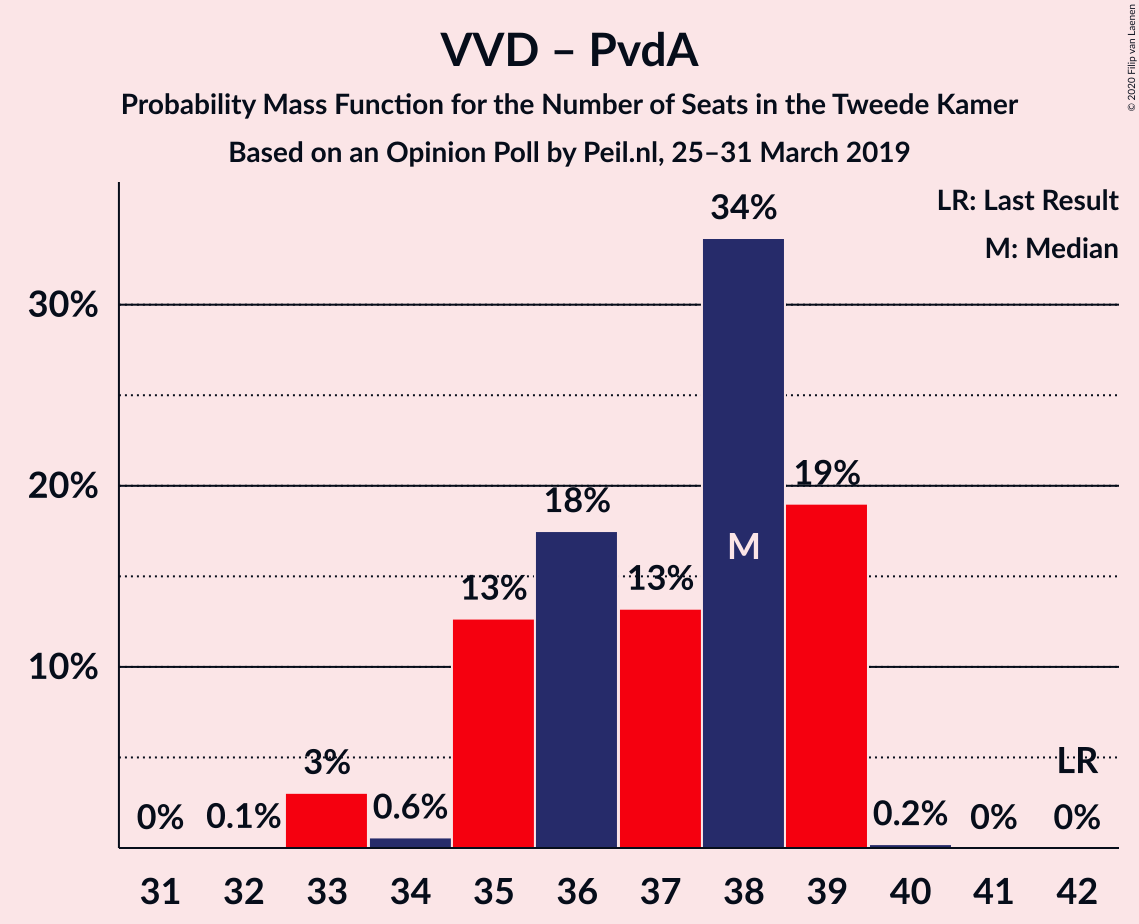 VVD – PvdA
Probability Mass Function for the Number of Seats in the Tweede Kamer
Based on an Opinion Poll by Peil.nl, 25–31 March 2019
© 2020 Filip van Laenen
LR: Last Result
M: Median
30%
20%
10%
0%
0.1%
3%
0.6%
13%
18%
13%
34%
M
19%
0.2%
0%
LR
0%
31 32 33 34 35 36 37 38 39 40 41 42